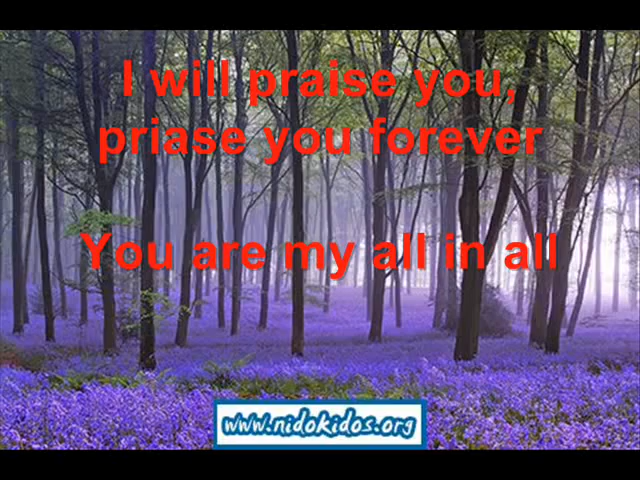 I will praise you,
priase you forever
You are my all in all
www.nidokidos.org